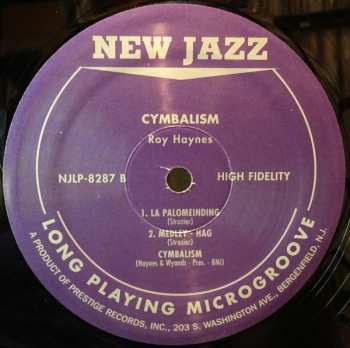 NEW JAZZ
CYMBALISM
Roy Haynes
NJLP-8287 B
HIGH FIDELITY
1. LA PALOMEINDING
(Strozier)
2. MEDLEY - HAG
(Strozier)
CYMBALISM
(Haynes & Wyands - Pres. - BMI)
LONG PLAYING MICROGROOVE
A PRODUCT OF PRESTIGE RECORDS, INC., 203 S. WASHINGTON AVE., BERGENFIELD, N.J.